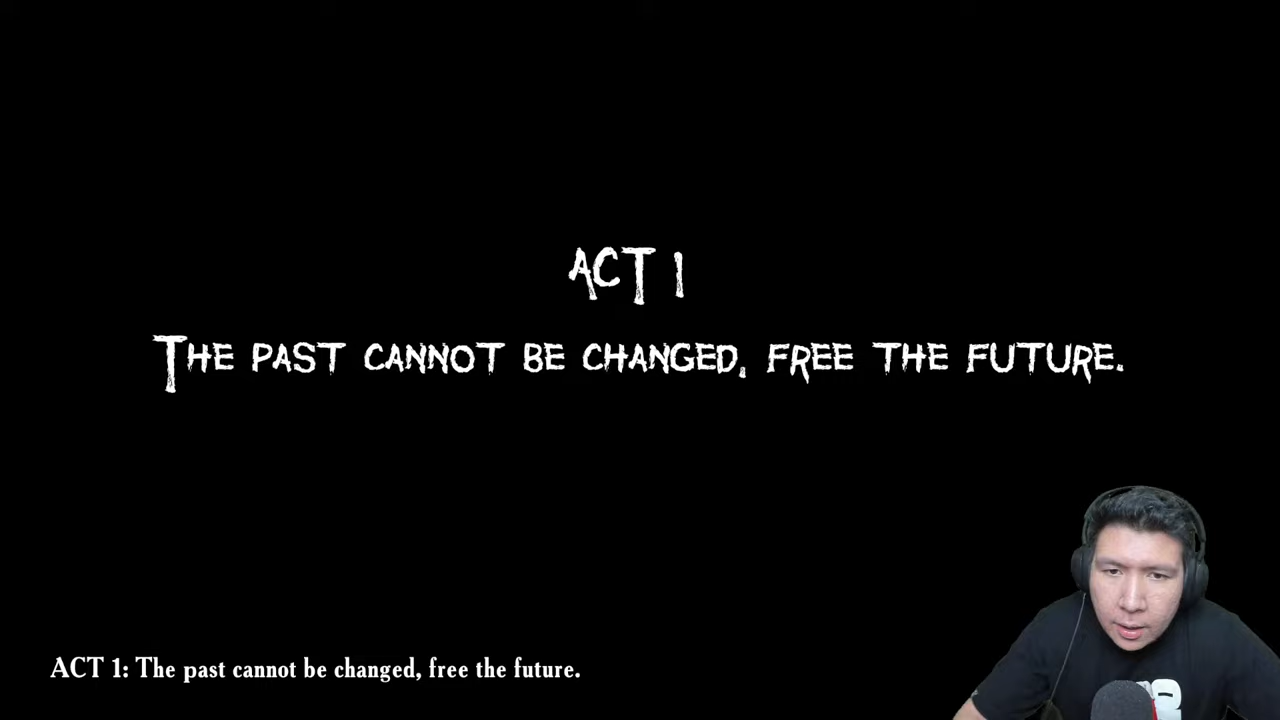 ACT 1
The past cannot be changed, free the future.
ACT 1: The past cannot be changed, free the future.